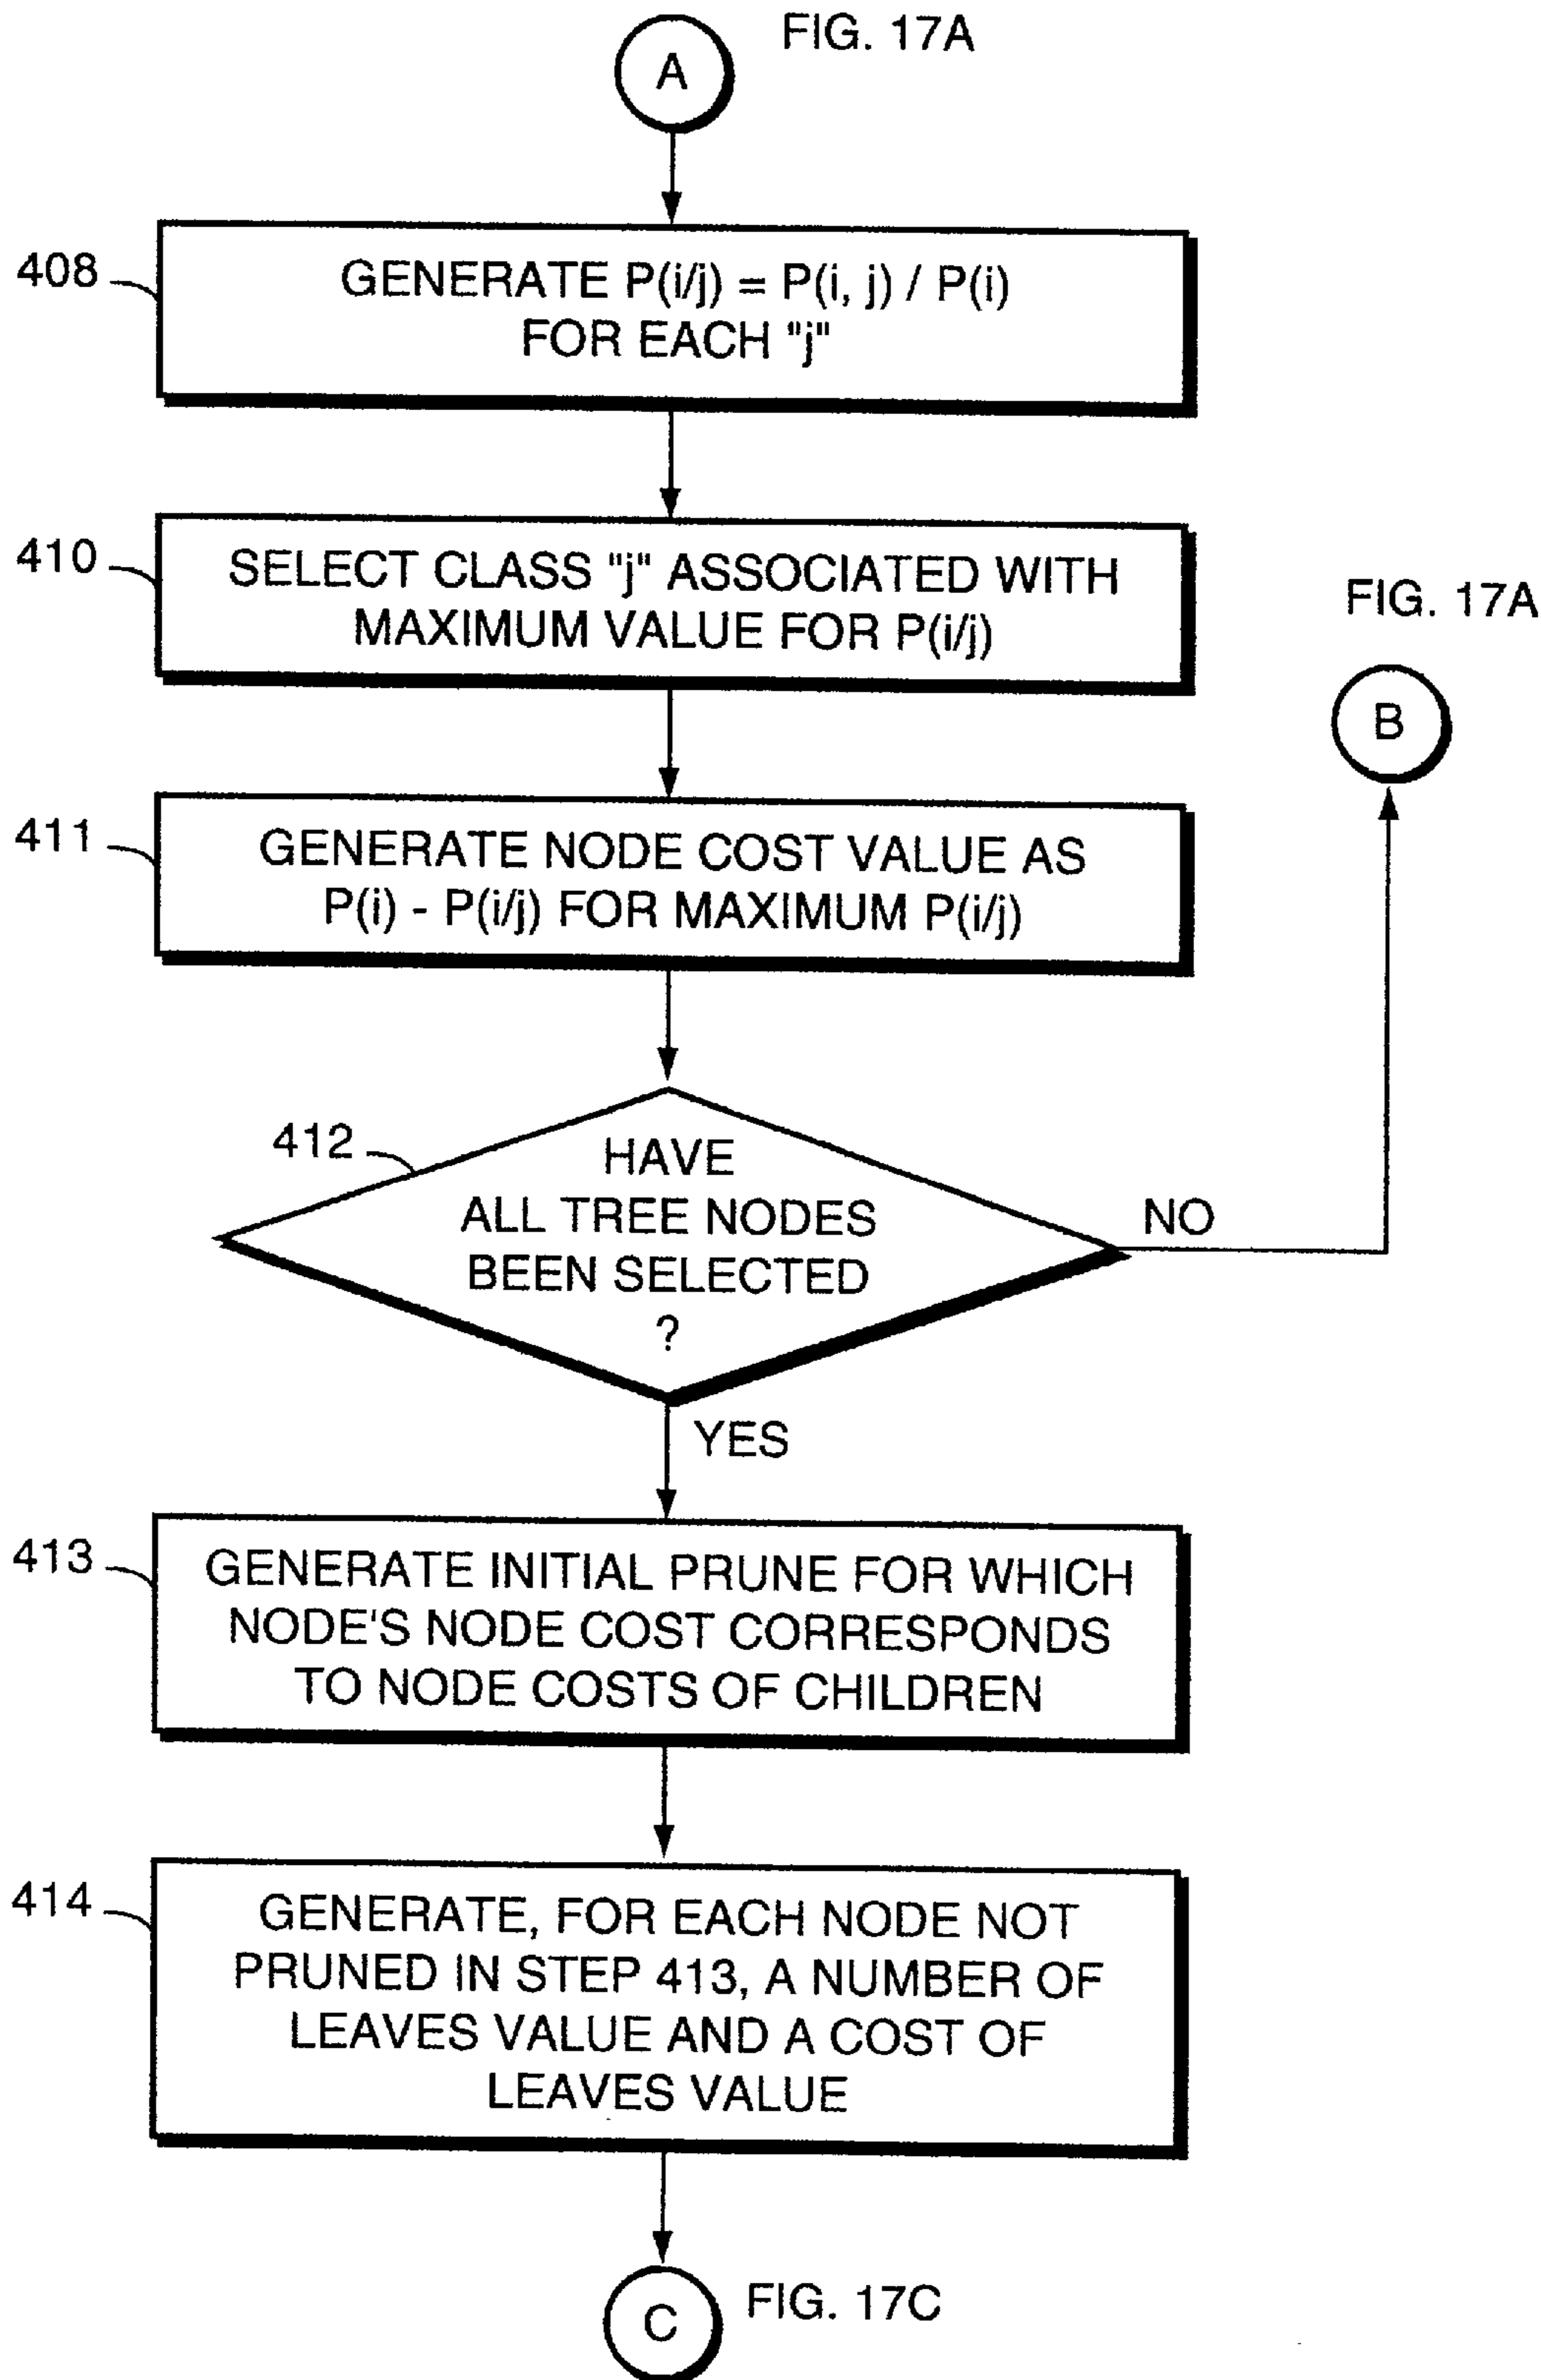 FIG. 17A
A
408
GENERATE P(i/j) = P(i, j) / P(i)
FOR EACH "j"
410
SELECT CLASS "j" ASSOCIATED WITH
MAXIMUM VALUE FOR P(i/j)
FIG. 17A
B
411
GENERATE NODE COST VALUE AS
P(i) - P(i/j) FOR MAXIMUM P(i/j)
412
HAVE
ALL TREE NODES
BEEN SELECTED
?
NO
YES
413
GENERATE INITIAL PRUNE FOR WHICH
NODE'S NODE COST CORRESPONDS
TO NODE COSTS OF CHILDREN
414
GENERATE, FOR EACH NODE NOT
PRUNED IN STEP 413, A NUMBER OF
LEAVES VALUE AND A COST OF
LEAVES VALUE
C
FIG. 17C